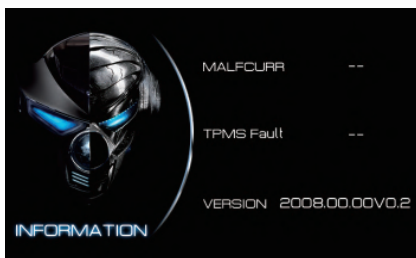 MALFCURR --
TPMS Fault --
VERSION 2008.00.00V0.2
INFORMATION